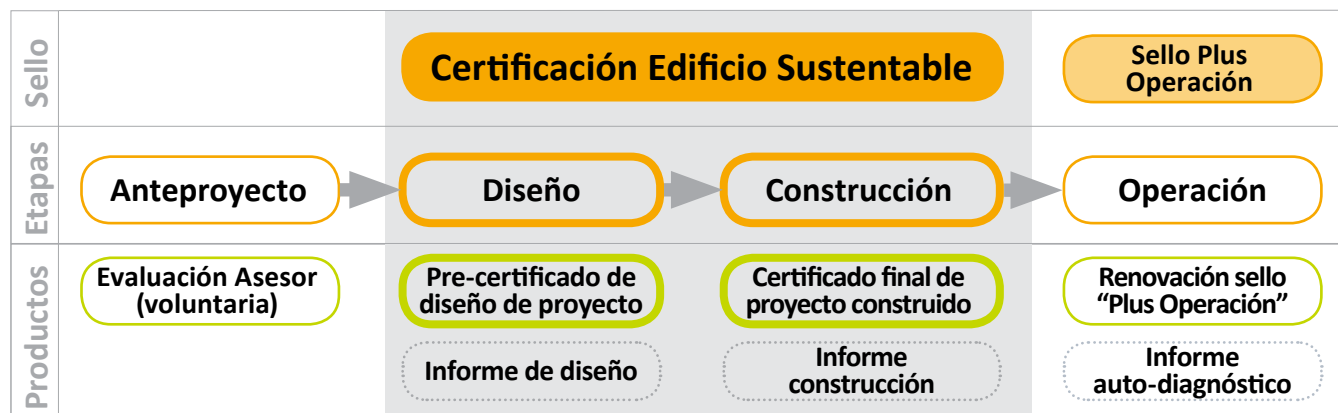 Sello
Certificación Edificio Sustentable
Sello Plus
Operación
Etapas
Anteproyecto
Diseño
Construcción
Operación
Productos
Evaluación Asesor
(voluntaria)
Pre-certificado de
diseño de proyecto
Certificado final de
proyecto construido
Renovación sello
“Plus Operación”
Informe de diseño
Informe
construcción
Informe
auto-diagnóstico